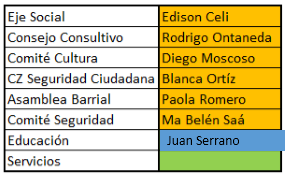 Eje Social Edison Celi
Consejo Consultivo Rodrigo Ontaneda
Comité Cultura Diego Moscoso
CZ Seguridad Ciudadana Blanca Ortíz
Asamblea Barrial Paola Romero
Comité Seguridad Ma Belén Saá
Educación Juan Serrano
Servicios